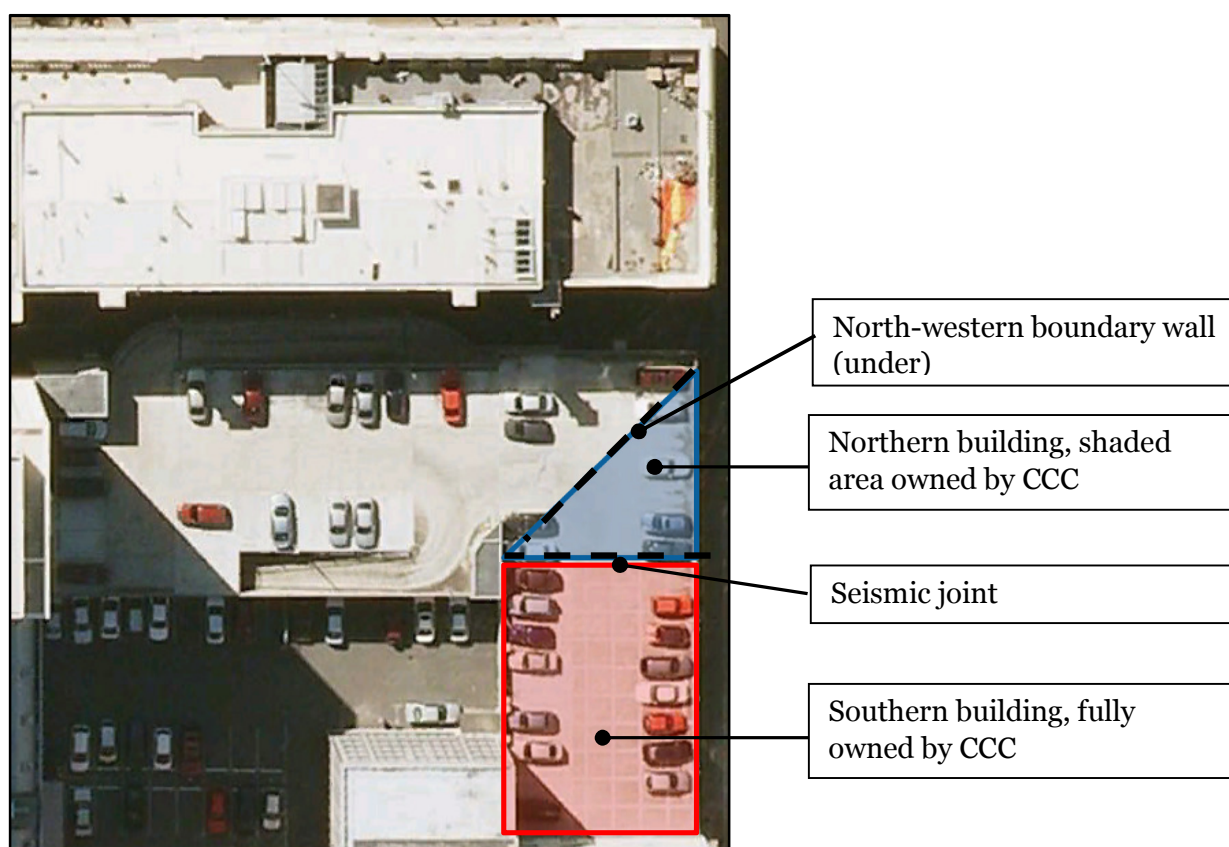 North-western boundary wall
(under)
Northern building, shaded
area owned by CCC
Seismic joint
Southern building, fully
owned by CCC